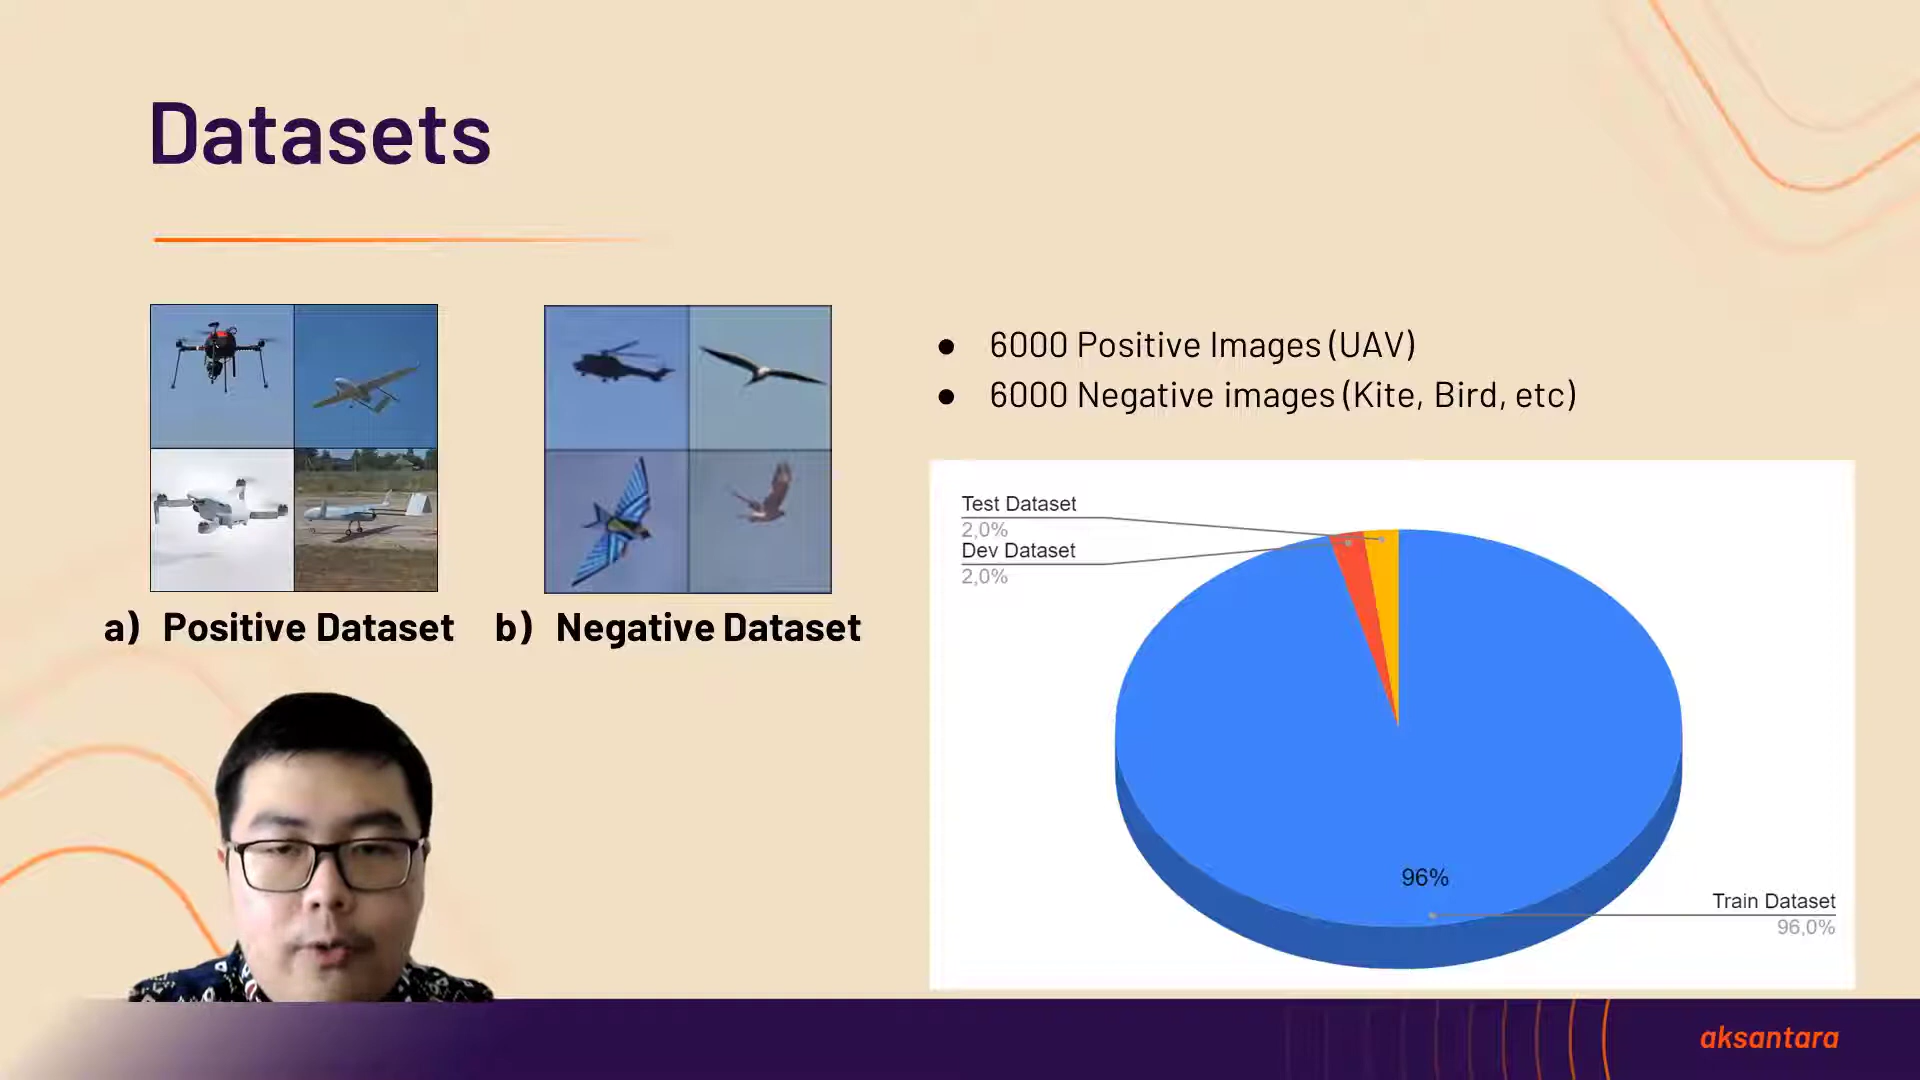 Datasets
a) Positive Dataset
b) Negative Dataset
● 6000 Positive Images (UAV)
● 6000 Negative images (Kite, Bird, etc)
Test Dataset
2,0%
Dev Dataset
2,0%
96%
Train Dataset
96,0%
aksantara